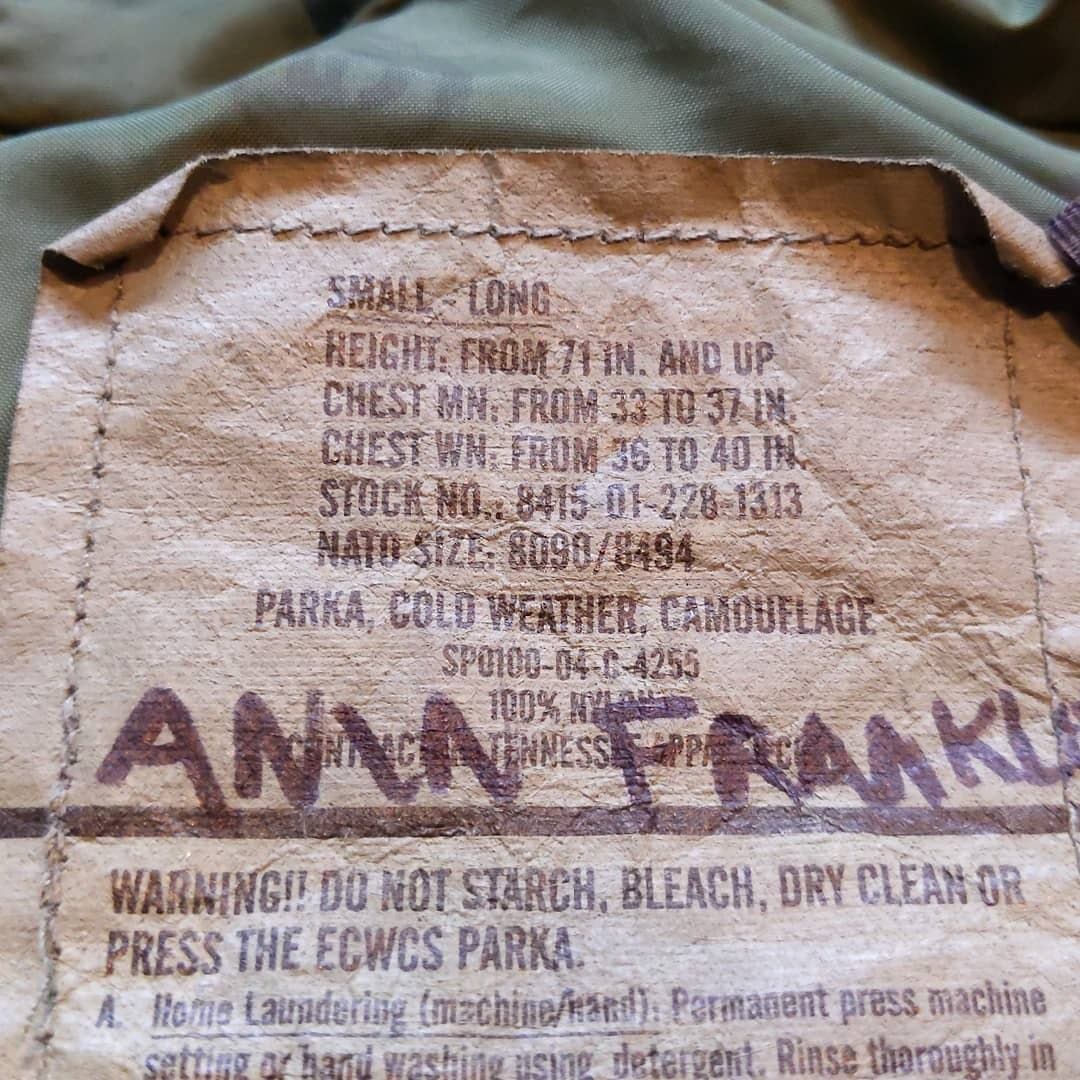 SMALL - LONG
HEIGHT: FROM 71 IN. AND UP
CHEST MN: FROM 33 TO 37 IN.
CHEST WN: FROM 36 TO 40 IN.
STOCK NO.: 8415-01-228-1313
NATO SIZE: 8090/8494
PARKA, COLD WEATHER, CAMOUFLAGE
SP0100-04-C-4255
100% NYLON
ANN FRANKL
TENNESSEE APPAREL
WARNING!! DO NOT STARCH, BLEACH, DRY CLEAN OR
PRESS THE ECWCS PARKA.
A. Home Laundering (machine/hand): Permanent press machine
setting or hand washing using detergent. Rinse thoroughly in